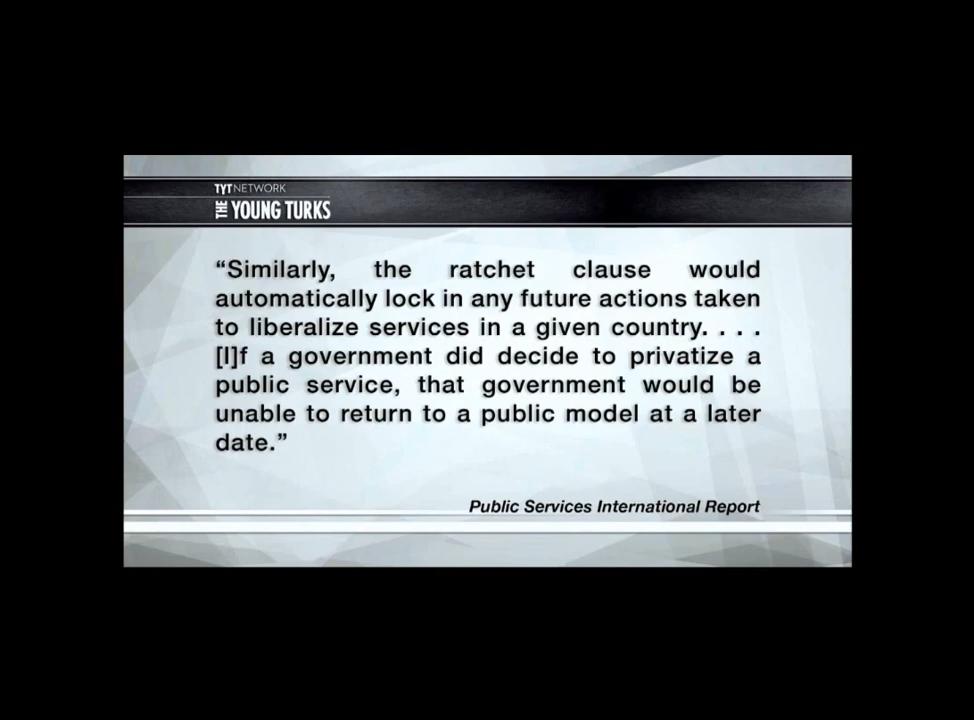 TYT NETWORK
THE YOUNG TURKS
“Similarly, the ratchet clause would
automatically lock in any future actions taken
to liberalize services in a given country. . . .
[I]f a government did decide to privatize a
public service, that government would be
unable to return to a public model at a later
date.”
Public Services International Report